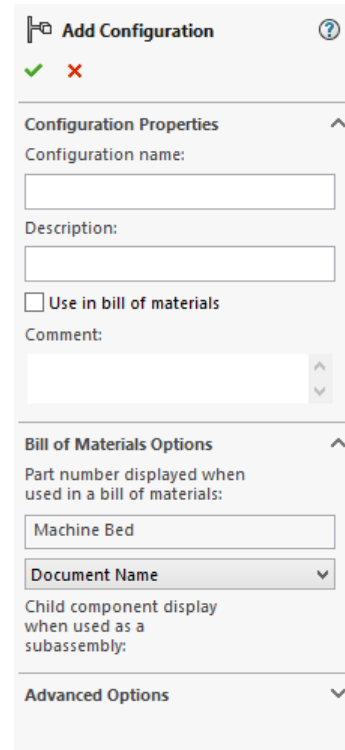 Add Configuration
Configuration Properties
Configuration name:
Description:
Use in bill of materials
Comment:
Bill of Materials Options
Part number displayed when
used in a bill of materials:
Machine Bed
Document Name
Child component display
when used as a
subassembly:
Advanced Options